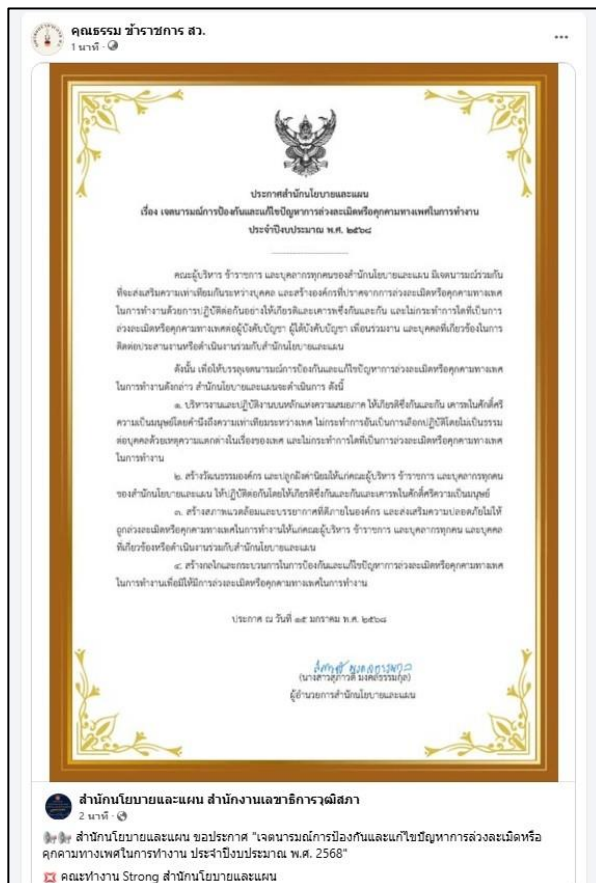 คุณธรรม ข้าราชการ สว.
1 นาที ·
ประกาศสำนักนโยบายและแผน
เรื่อง เจตนารมณ์การป้องกันและแก้ไขปัญหาการล่วงละเมิดหรือคุกคามทางเพศในการทำงาน
ประจำปีงบประมาณ พ.ศ. ๒๕๖๘
คณะผู้บริหาร ข้าราชการ และบุคลากรทุกคนของสำนักนโยบายและแผน มีเจตนารมณ์ร่วมกัน
ที่จะส่งเสริมความเท่าเทียมกันระหว่างบุคคล และสร้างองค์กรที่ปราศจากการล่วงละเมิดหรือคุกคามทางเพศ
ในการทำงานด้วยการปฏิบัติต่อกันอย่างให้เกียรติและเคารพซึ่งกันและกัน และไม่กระทำการใดที่เป็นการ
ล่วงละเมิดหรือคุกคามทางเพศต่อผู้บังคับบัญชา ผู้ใต้บังคับบัญชา เพื่อนร่วมงาน และบุคคลที่เกี่ยวข้องในการ
ติดต่อประสานงานหรือดำเนินงานร่วมกับสำนักนโยบายและแผน
ดังนั้น เพื่อให้บรรลุเจตนารมณ์การป้องกันและแก้ไขปัญหาการล่วงละเมิดหรือคุกคามทางเพศ
ในการทำงานดังกล่าว สำนักนโยบายและแผนจะดำเนินการ ดังนี้
๑. บริหารงานและปฏิบัติงานบนหลักแห่งความเสมอภาค ให้เกียรติซึ่งกันและกัน เคารพในศักดิ์ศรี
ความเป็นมนุษย์โดยคำนึงถึงความเท่าเทียมระหว่างเพศ ไม่กระทำการอันเป็นการเลือกปฏิบัติโดยไม่เป็นธรรม
ต่อบุคคลด้วยเหตุความแตกต่างในเรื่องของเพศ และไม่กระทำการใดที่เป็นการล่วงละเมิดหรือคุกคามทางเพศ
ในการทำงาน
๒. สร้างวัฒนธรรมองค์กร และปลูกฝังค่านิยมให้แก่คณะผู้บริหาร ข้าราชการ และบุคลากรทุกคน
ของสำนักนโยบายและแผน ให้ปฏิบัติต่อกันโดยให้เกียรติซึ่งกันและกันและเคารพในศักดิ์ศรีความเป็นมนุษย์
๓. สร้างสภาพแวดล้อมและบรรยากาศที่ดีภายในองค์กร และส่งเสริมความปลอดภัยไม่ให้
ถูกล่วงละเมิดหรือคุกคามทางเพศในการทำงานให้แก่คณะผู้บริหาร ข้าราชการ และบุคลากรทุกคน และบุคคล
ที่เกี่ยวข้องหรือดำเนินงานร่วมกับสำนักนโยบายและแผน
๔. สร้างกลไกและกระบวนการในการป้องกันและแก้ไขปัญหาการล่วงละเมิดหรือคุกคามทางเพศ
ในการทำงานเพื่อมิให้มีการล่วงละเมิดหรือคุกคามทางเพศในการทำงาน
ประกาศ ณ วันที่ ๑๕ มกราคม พ.ศ. ๒๕๖๘
(นางสาวสุภาวดี มงคลธรรมกุล)
ผู้อำนวยการสำนักนโยบายและแผน
สำนักนโยบายและแผน สำนักงานเลขาธิการวุฒิสภา
2 นาที ·
สำนักนโยบายและแผน ขอประกาศ "เจตนารมณ์การป้องกันและแก้ไขปัญหาการล่วงละเมิดหรือ
คุกคามทางเพศในการทำงาน ประจำปีงบประมาณ พ.ศ. 2568"
คณะทำงาน Strong สำนักนโยบายและแผน